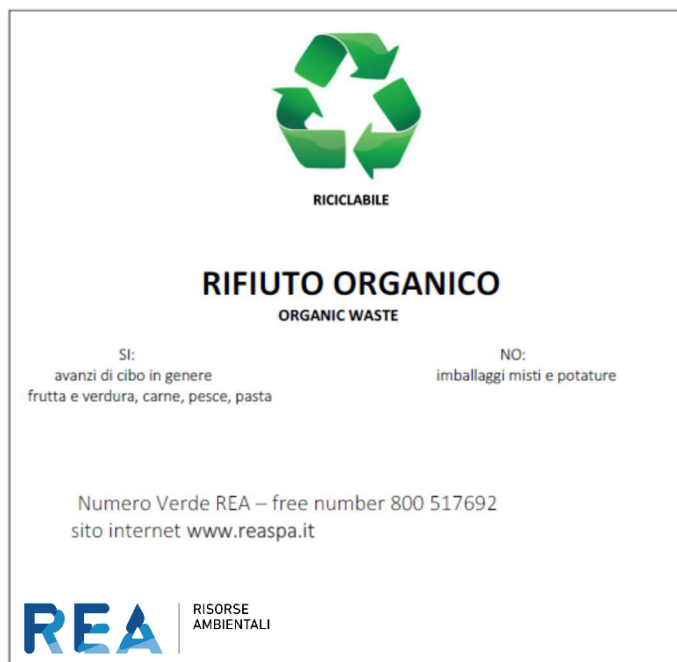 RICICLABILE
RIFIUTO ORGANICO
ORGANIC WASTE
SI:
avanzi di cibo in genere
frutta e verdura, carne, pesce, pasta
NO:
imballaggi misti e potature
Numero Verde REA – free number 800 517692
sito internet www.reaspa.it
REA
RISORSE
AMBIENTALI